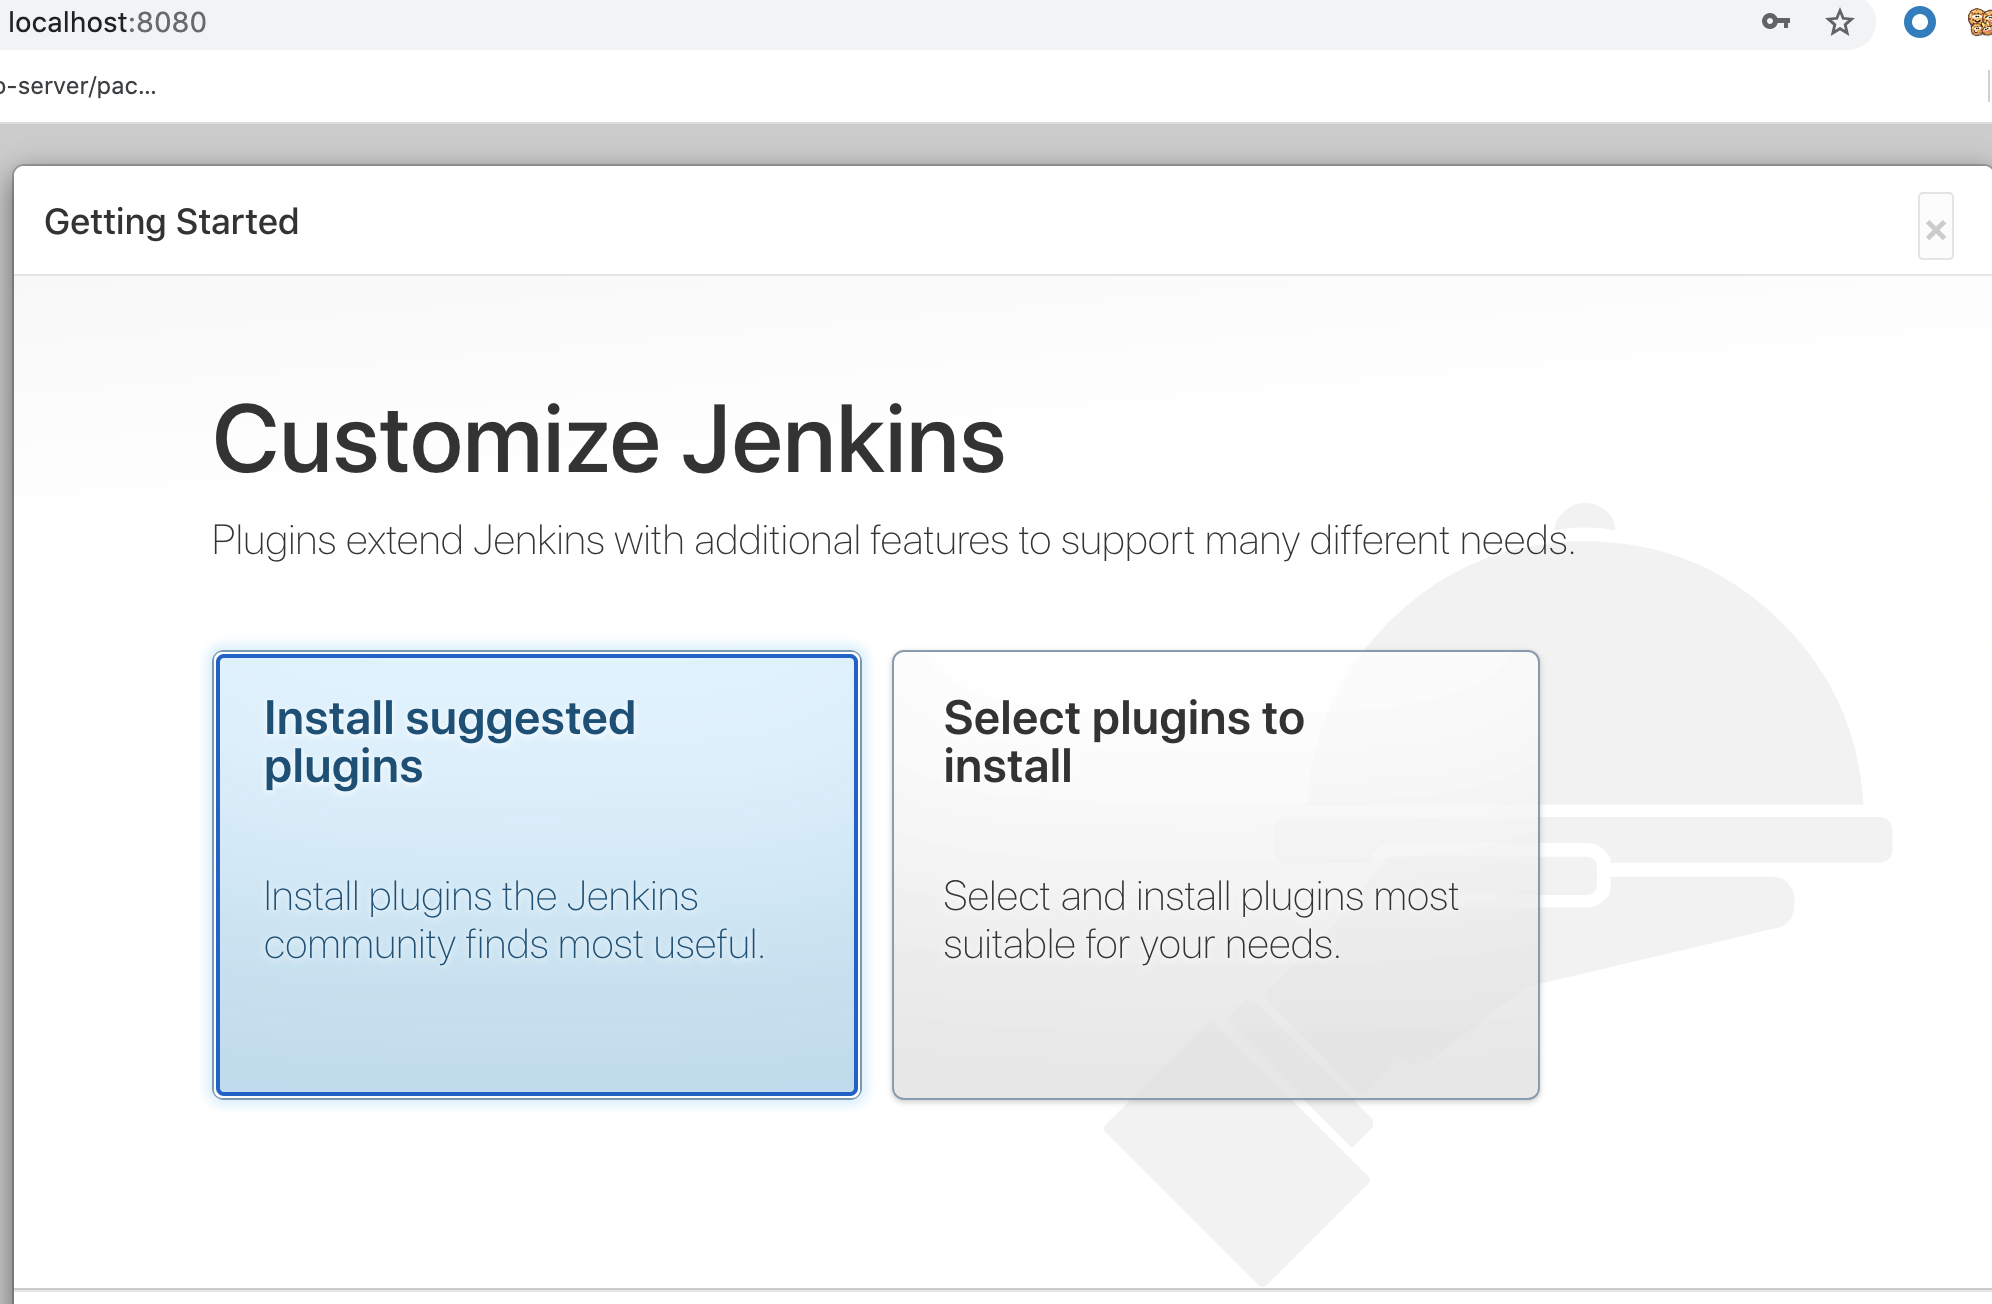 localhost:8080
-server/pac...
Getting Started
×
Customize Jenkins
Plugins extend Jenkins with additional features to support many different needs.
Install suggested
plugins
Install plugins the Jenkins
community finds most useful.
Select plugins to
install
Select and install plugins most
suitable for your needs.